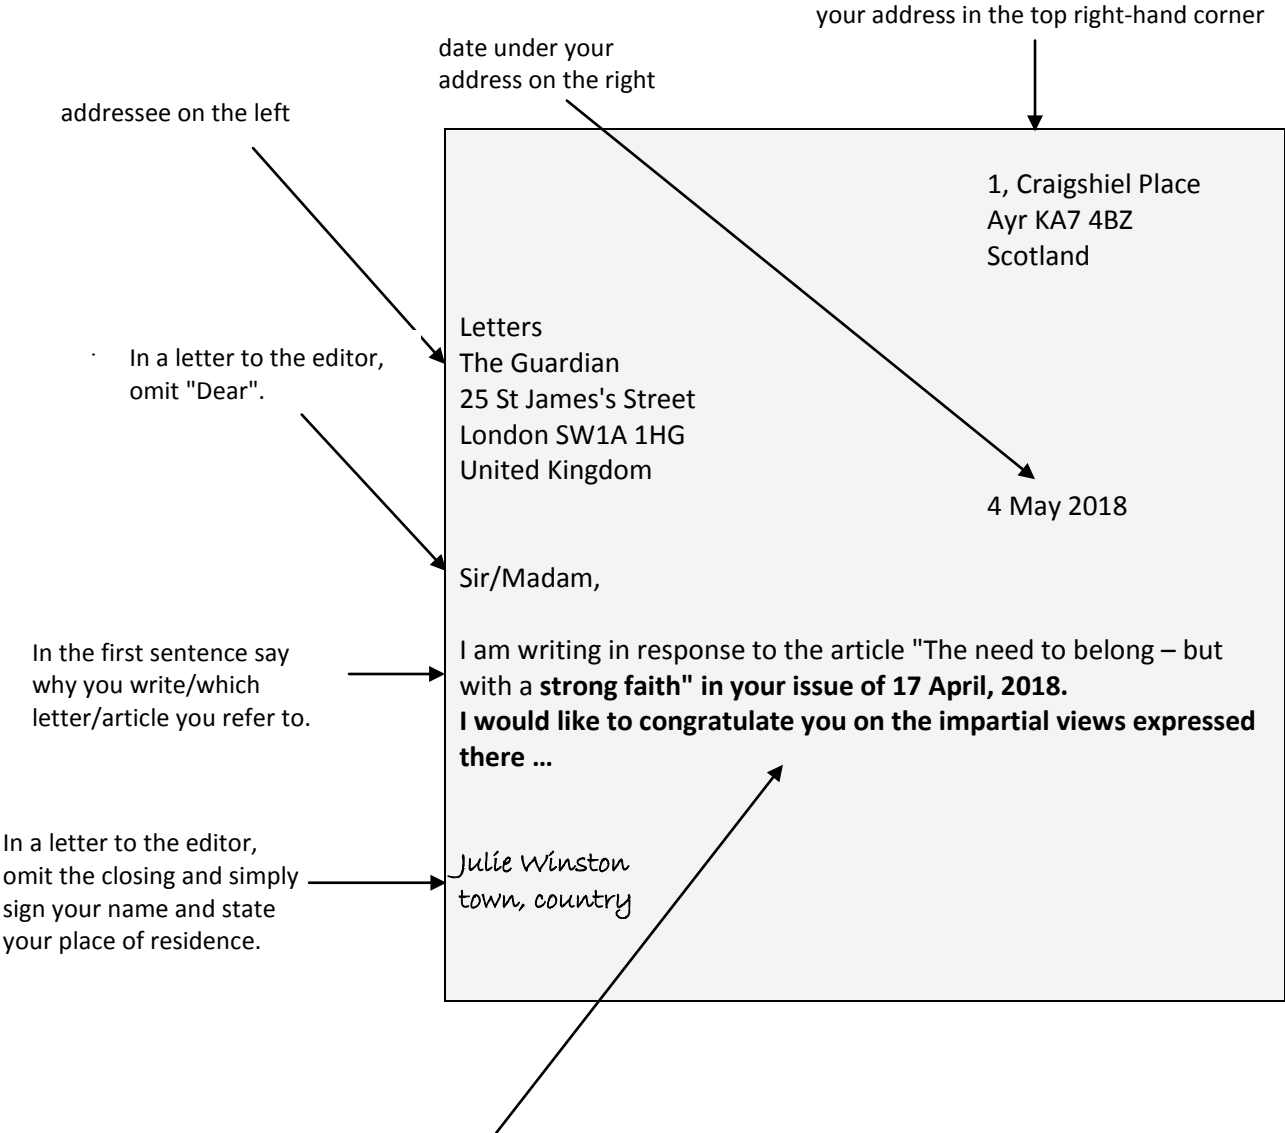 your address in the top right-hand corner
date under your
address on the right
addressee on the left
1, Craigshiel Place
Ayr KA7 4BZ
Scotland
Letters
The Guardian
25 St James's Street
London SW1A 1HG
United Kingdom
In a letter to the editor,
omit "Dear".
4 May 2018
Sir/Madam,
In the first sentence say
why you write/which
letter/article you refer to.
I am writing in response to the article "The need to belong – but
with a strong faith" in your issue of 17 April, 2018.
I would like to congratulate you on the impartial views expressed
there …
In a letter to the editor,
omit the closing and simply
sign your name and state
your place of residence.
Julie Winston
town, country